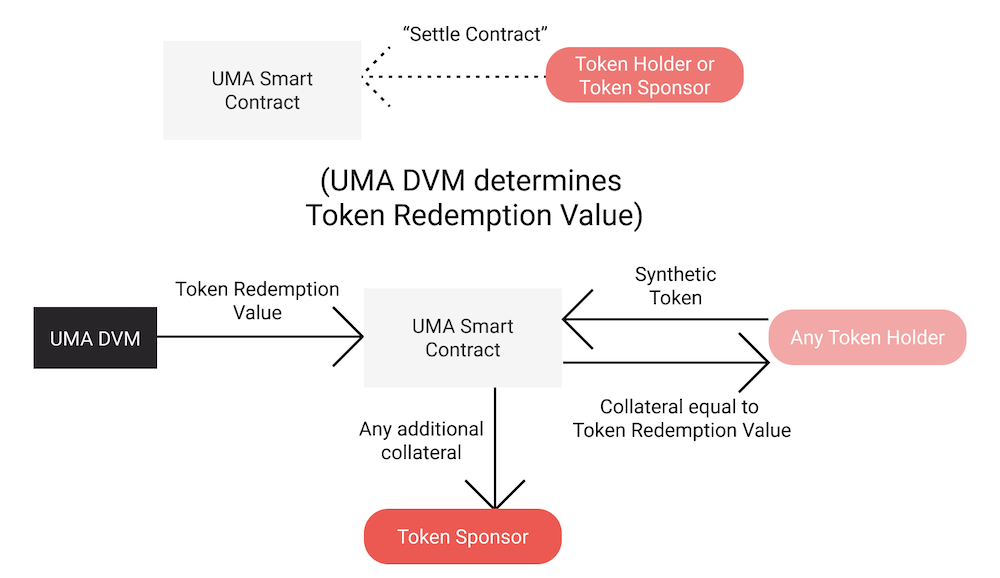 “Settle Contract”
UMA Smart
Contract
Token Holder or
Token Sponsor
(UMA DVM determines
Token Redemption Value)
Synthetic
Token
Token Redemption
Value
UMA DVM
UMA Smart
Contract
Any Token Holder
Collateral equal to
Token Redemption Value
Any additional
collateral
Token Sponsor